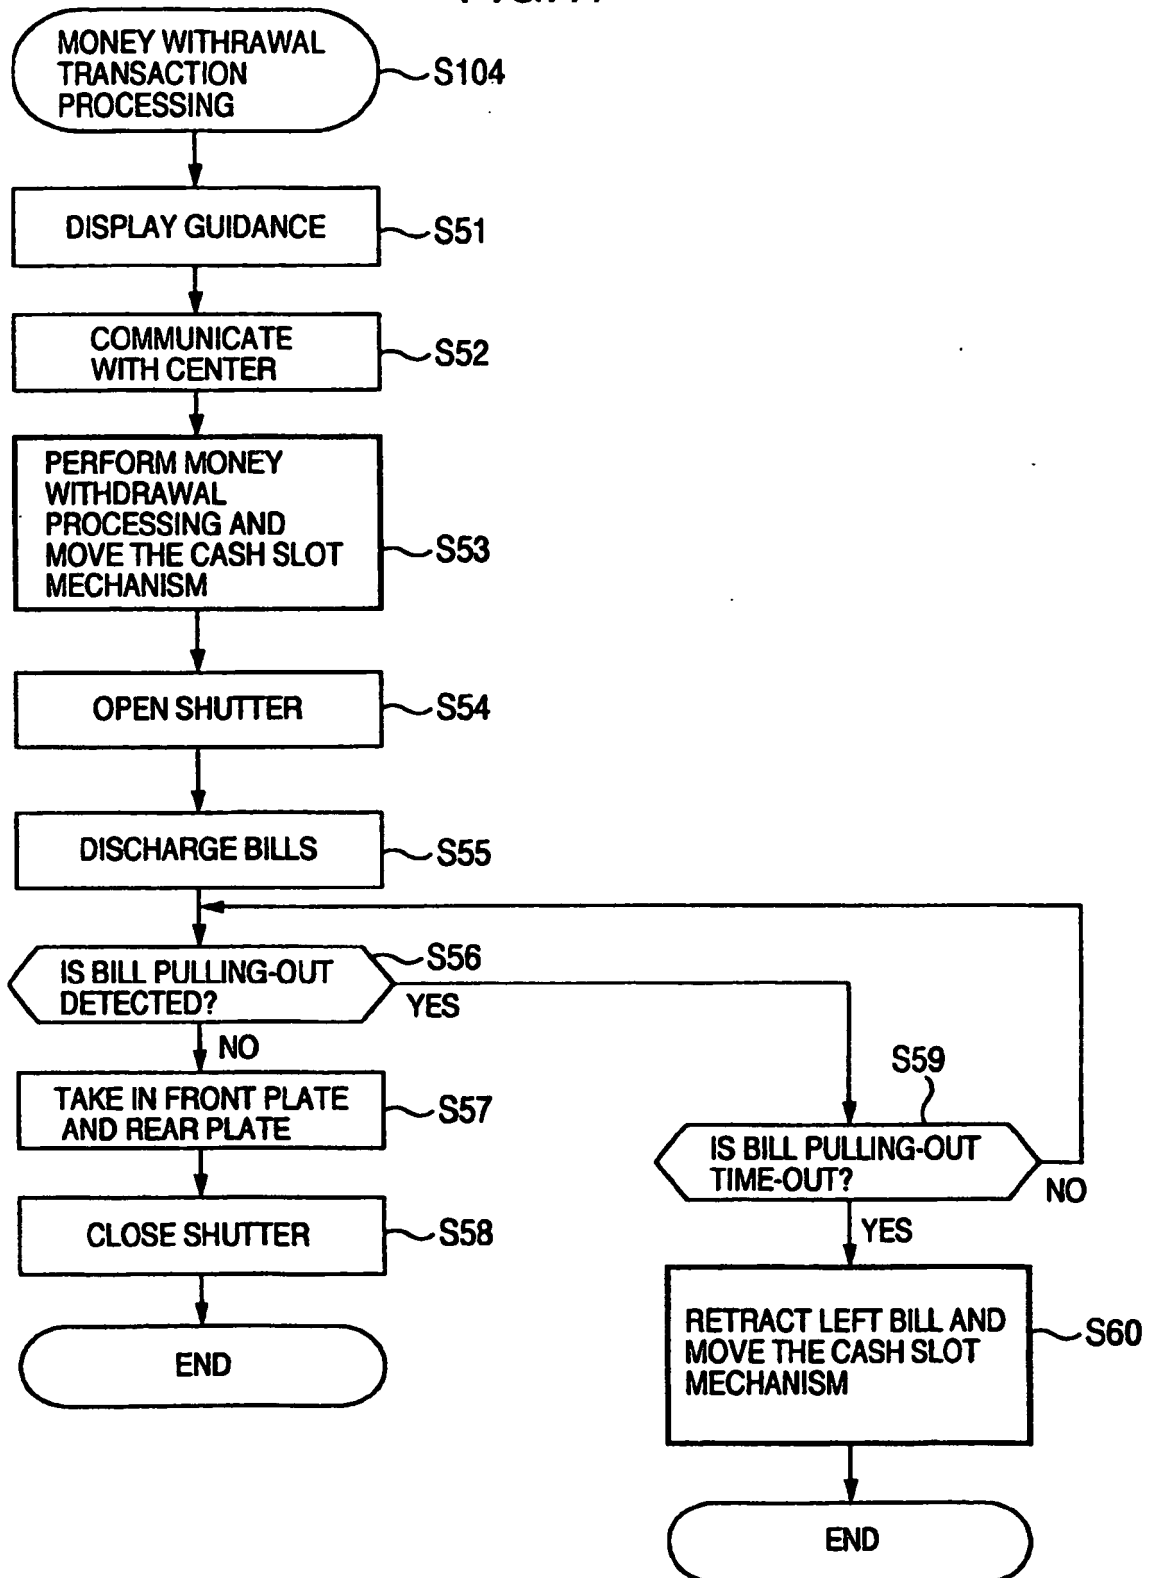 MONEY WITHRAWAL
TRANSACTION
PROCESSING
S104
DISPLAY GUIDANCE
S51
COMMUNICATE
WITH CENTER
S52
PERFORM MONEY
WITHDRAWAL
PROCESSING AND
MOVE THE CASH SLOT
MECHANISM
S53
OPEN SHUTTER
S54
DISCHARGE BILLS
S55
IS BILL PULLING-OUT
DETECTED?
S56
YES
NO
TAKE IN FRONT PLATE
AND REAR PLATE
S57
CLOSE SHUTTER
S58
END
S59
IS BILL PULLING-OUT
TIME-OUT?
NO
YES
RETRACT LEFT BILL AND
MOVE THE CASH SLOT
MECHANISM
S60
END